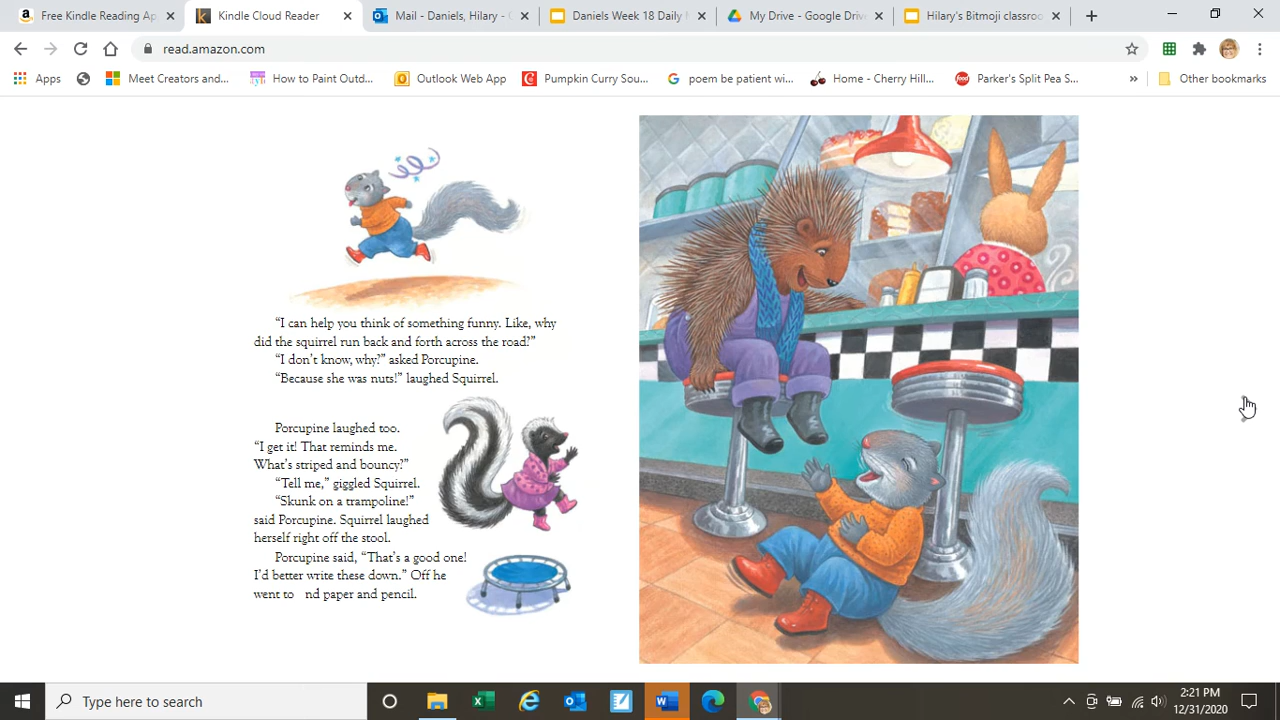 Free Kindle Reading Ap
Kindle Cloud Reader
Mail - Daniels, Hilary -
Daniels Week 18 Daily
My Drive - Google Driv
Hilary's Bitmoji classroo
read.amazon.com
Apps
Meet Creators and...
How to Paint Outd...
Outlook Web App
Pumpkin Curry Sou...
poem be patient wi...
Home - Cherry Hill...
Parker's Split Pea S...
Other bookmarks
“I can help you think of something funny. Like, why
did the squirrel run back and forth across the road?”
“I don’t know, why?” asked Porcupine.
“Because she was nuts!” laughed Squirrel.
Porcupine laughed too.
“I get it! That reminds me.
What’s striped and bouncy?”
“Tell me,” giggled Squirrel.
“Skunk on a trampoline!”
said Porcupine. Squirrel laughed
herself right off the stool.
Porcupine said, “That’s a good one!
I’d better write these down.” Off he
went to nd paper and pencil.
Type here to search
2:21 PM
12/31/2020